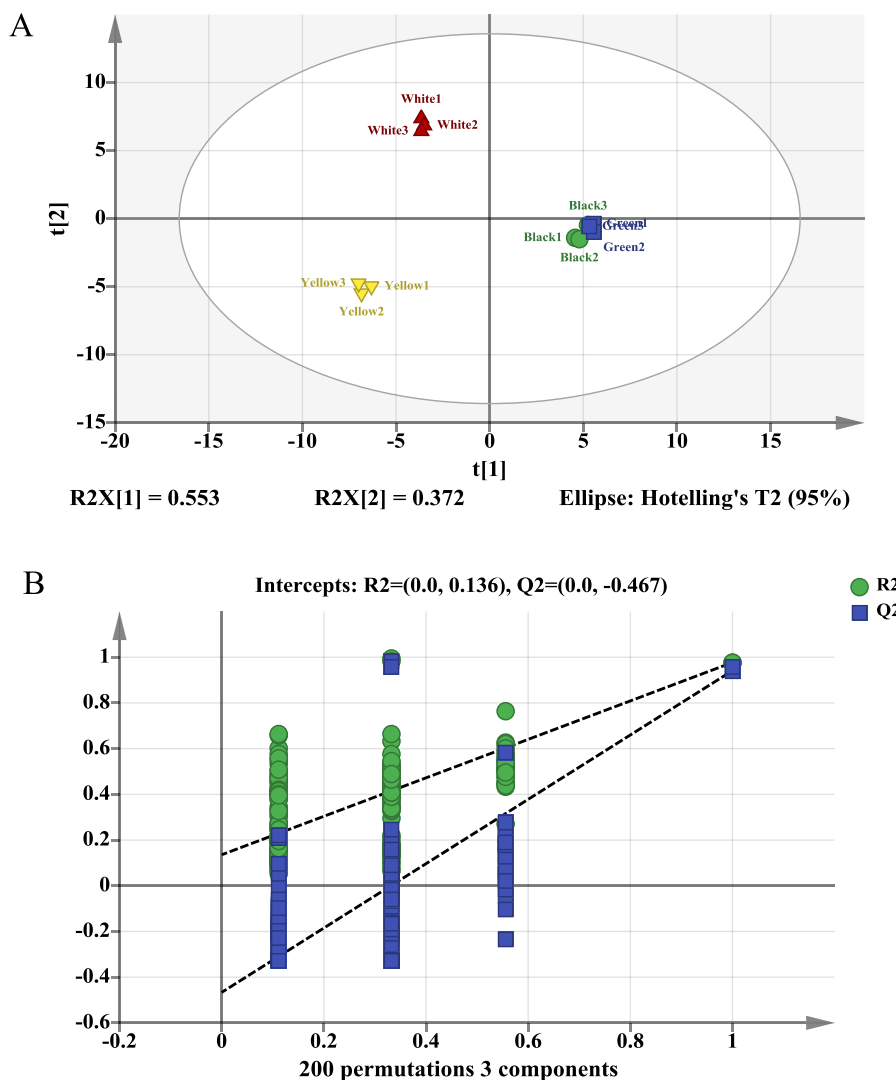 A
t[2]
10
5
0
-5
-10
-15
White1
White3
White2
Black3
Green1
Green3
Black1
Green2
Black2
Yellow3
Yellow1
Yellow2
-20
-15
-10
-5
0
5
10
15
t[1]
R2X[1] = 0.553
R2X[2] = 0.372
Ellipse: Hotelling's T2 (95%)
B
Intercepts: R2=(0.0, 0.136), Q2=(0.0, -0.467)
R2
Q2
1
0.8
0.6
0.4
0.2
0
-0.2
-0.4
-0.6
-0.2
0
0.2
0.4
0.6
0.8
1
200 permutations 3 components